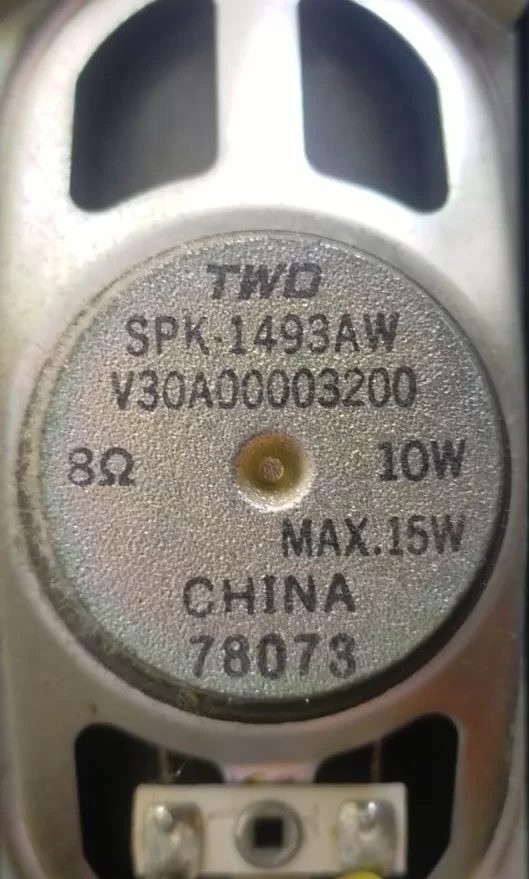 TWD
SPK-1493AW
V30A00003200
8Ω 10W
MAX.15W
CHINA
78073